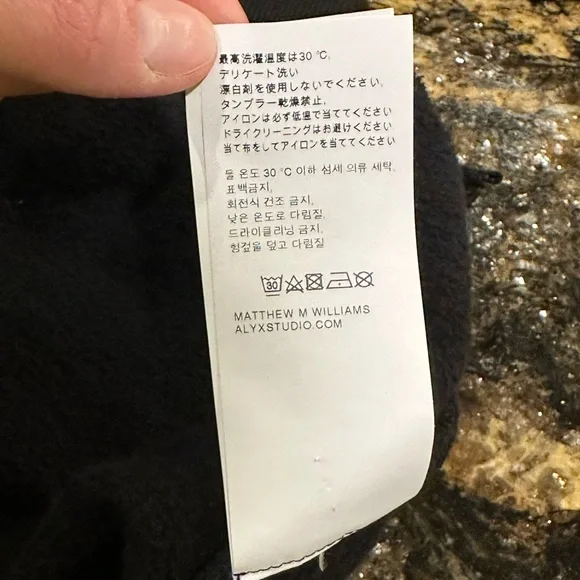 最高洗濯温度は30 ℃.
デリケート洗い
漂白剤を使用しないでください.
タンブラー乾燥禁止.
アイロンは必ず低温で当ててください
ドライクリーニングはお避けください
当て布をしてアイロンを当ててください
둘 온도 30 ℃ 이하 섬세 의류 세탁.
표백금지.
회전식 건조 금지.
낮은 온도로 다림질.
드라이클리닝 금지.
헝겊을 덮고 다림질
30
MATTHEW M WILLIAMS
ALYXSTUDIO.COM